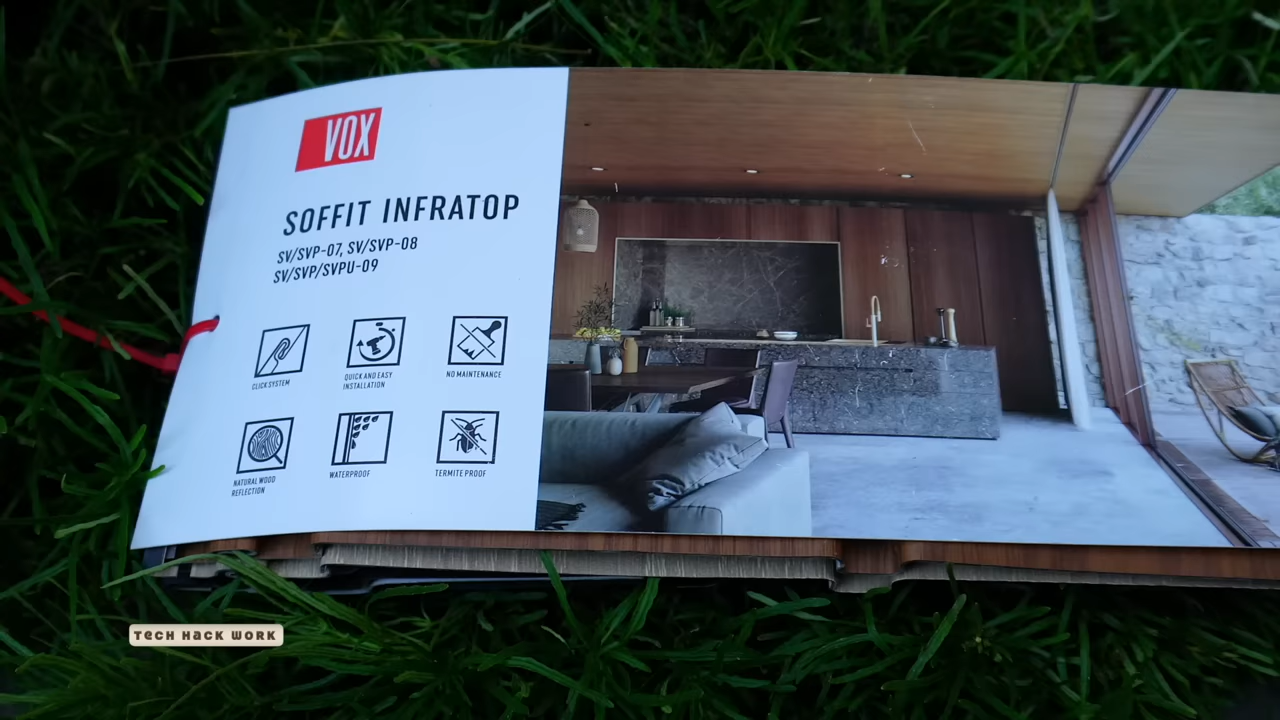 VOX
SOFFIT INFRATOP
SV/SVP-07, SV/SVP-08
SV/SVP/SVPU-09
CLICK SYSTEM
QUICK AND EASY
INSTALLATION
NO MAINTENANCE
NATURAL WOOD
REFLECTION
WATERPROOF
TERMITE PROOF
TECH HACK WORK